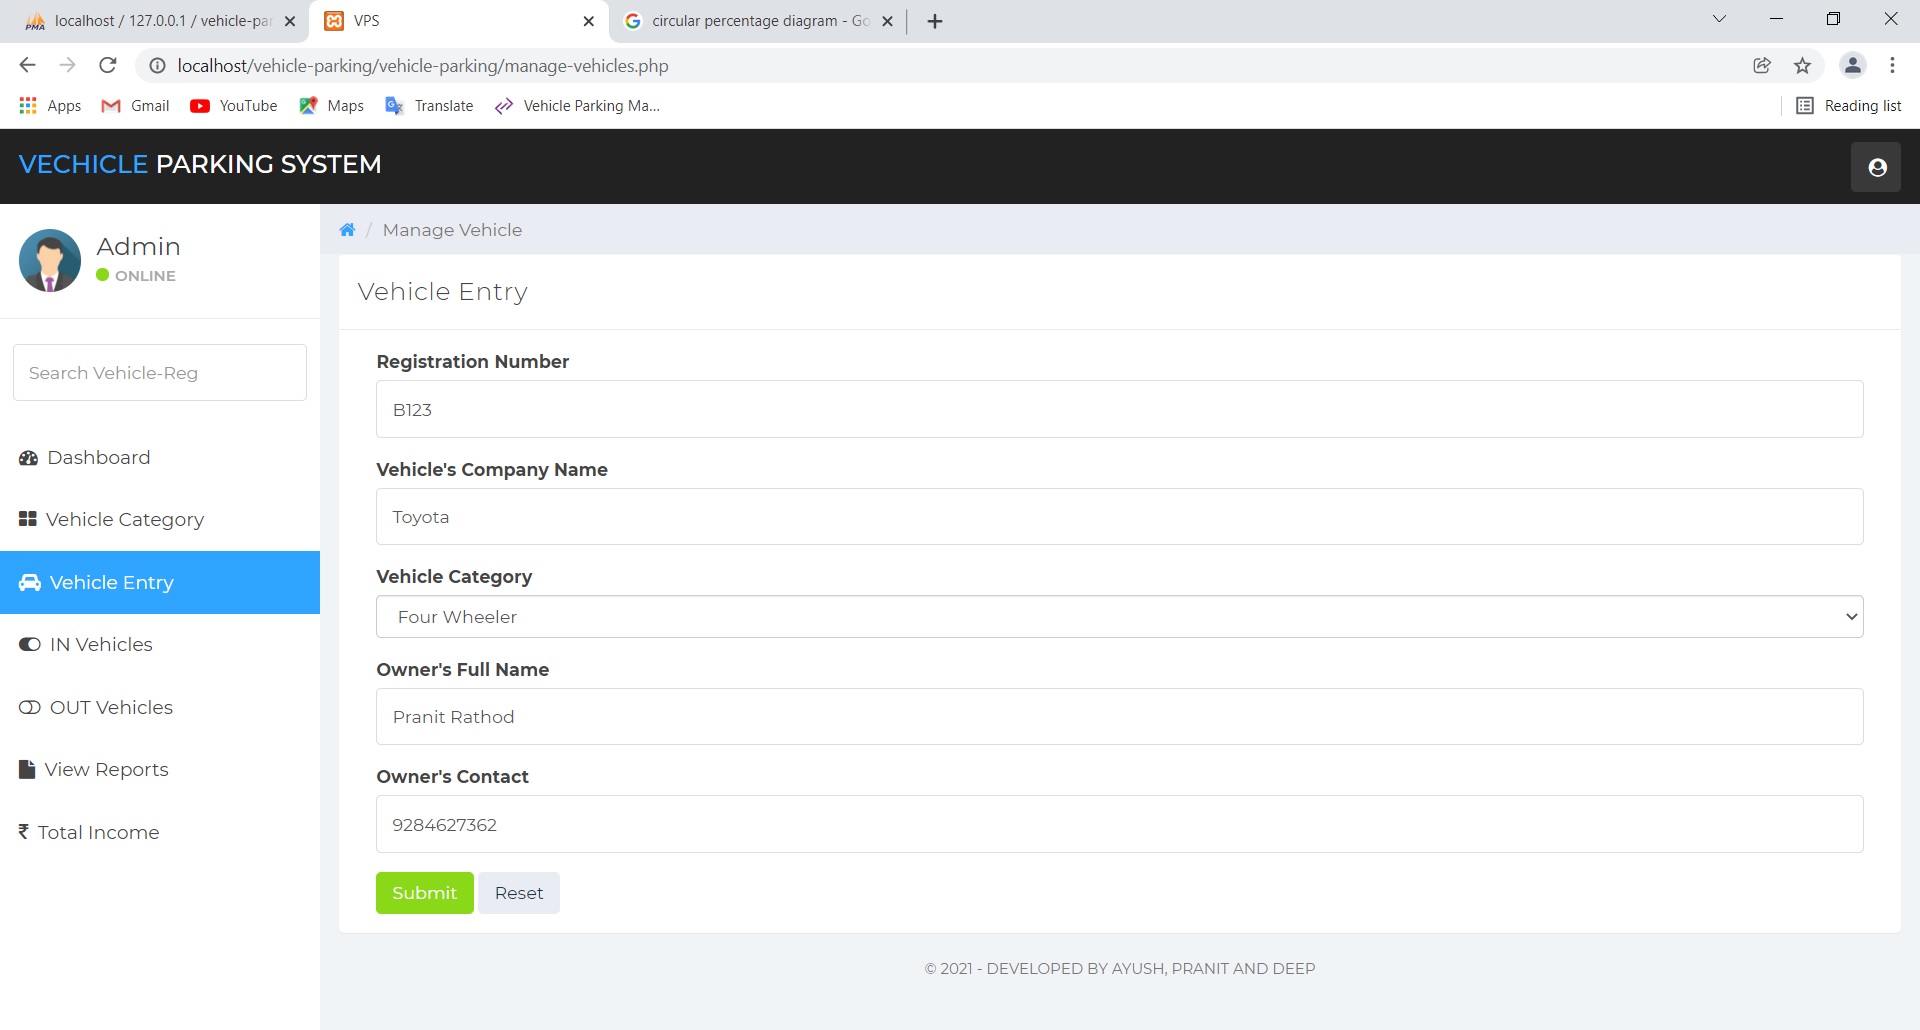 localhost / 127.0.0.1 / vehicle-par
VPS
circular percentage diagram - Go
localhost/vehicle-parking/vehicle-parking/manage-vehicles.php
Apps
Gmail
YouTube
Maps
Translate
Vehicle Parking Ma...
Reading list
VECHICLE PARKING SYSTEM
Admin
ONLINE
Search Vehicle-Reg
Dashboard
Vehicle Category
Vehicle Entry
IN Vehicles
OUT Vehicles
View Reports
₹ Total Income
/ Manage Vehicle
Vehicle Entry
Registration Number
B123
Vehicle's Company Name
Toyota
Vehicle Category
Four Wheeler
Owner's Full Name
Pranit Rathod
Owner's Contact
9284627362
Submit
Reset
© 2021 - DEVELOPED BY AYUSH, PRANIT AND DEEP